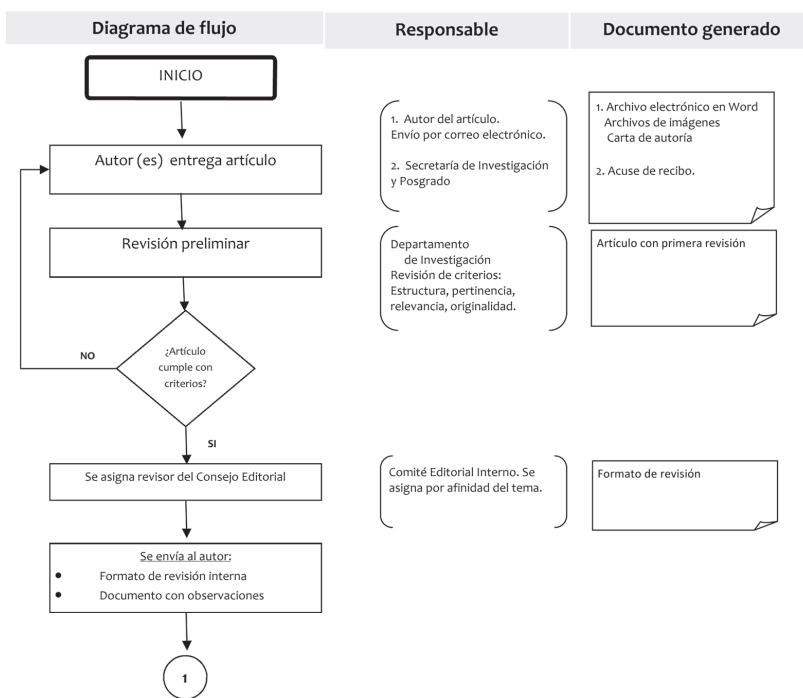 Diagrama de flujo
Responsable
Documento generado
INICIO
1. Autor del artículo.
Envío por correo electrónico.
2. Secretaría de Investigación
y Posgrado
1. Archivo electrónico en Word
Archivos de imágenes
Carta de autoría
2. Acuse de recibo.
Autor (es) entrega artículo
Revisión preliminar
Departamento
de Investigación
Revisión de criterios:
Estructura, pertinencia,
relevancia, originalidad.
Artículo con primera revisión
¿Artículo
cumple con
criterios?
NO
SI
Se asigna revisor del Consejo Editorial
Comité Editorial Interno. Se
asigna por afinidad del tema.
Formato de revisión
Se envía al autor:
● Formato de revisión interna
● Documento con observaciones
1